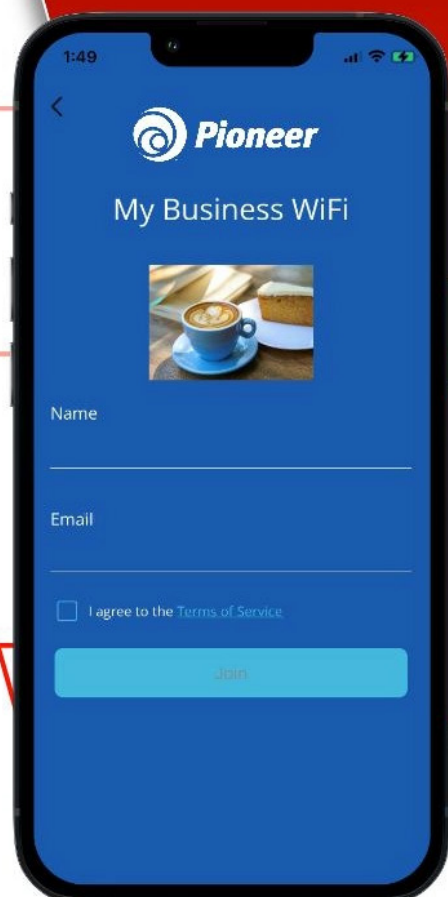 1:49
Pioneer
My Business WiFi
Name
Email
I agree to the Terms of Service
Join